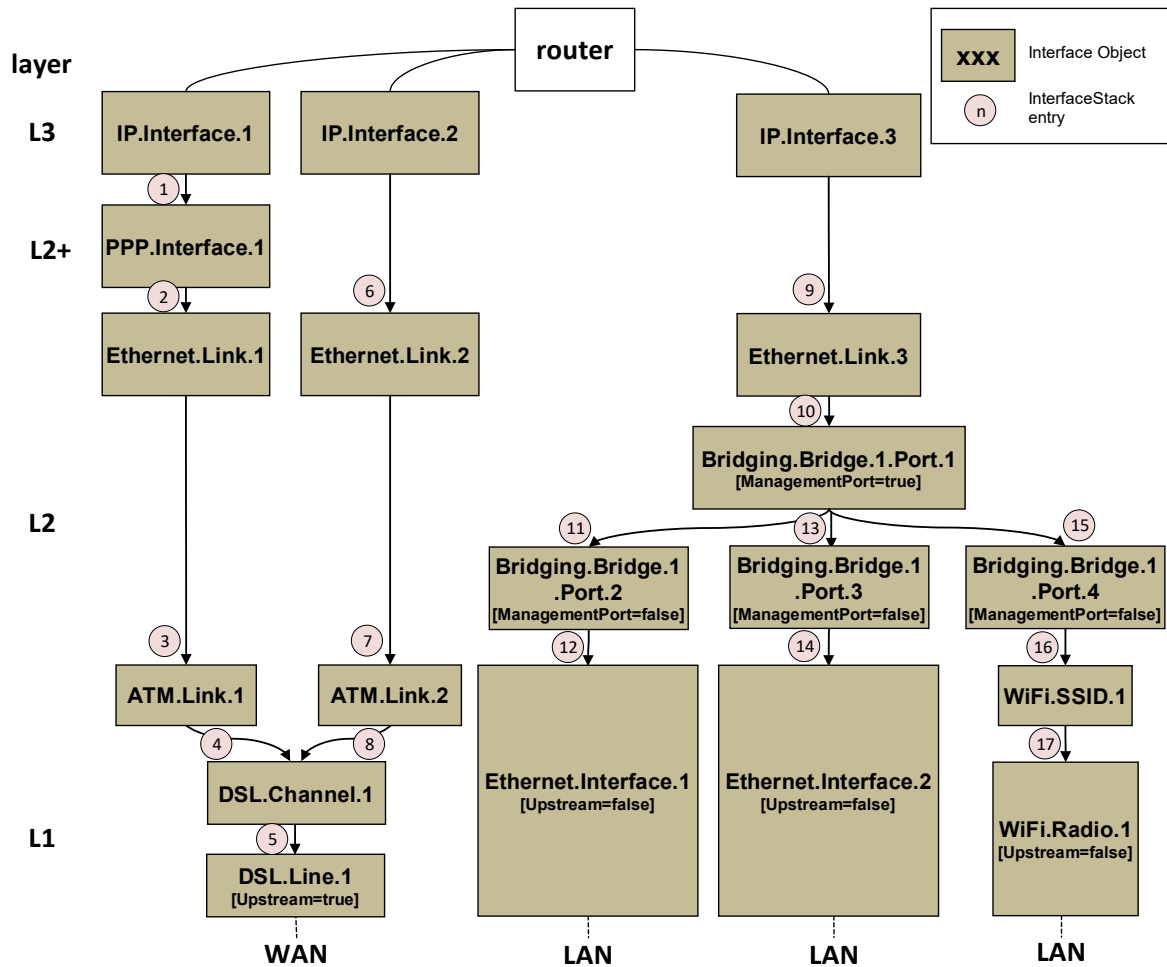 router
layer
xxx
Interface Object
n
InterfaceStack
entry
L3
IP.Interface.1
IP.Interface.2
IP.Interface.3
1
L2+
PPP.Interface.1
2
6
9
Ethernet.Link.1
Ethernet.Link.2
Ethernet.Link.3
10
Bridging.Bridge.1.Port.1
[ManagementPort=true]
L2
11
13
15
Bridging.Bridge.1
.Port.2
[ManagementPort=false]
Bridging.Bridge.1
.Port.3
[ManagementPort=false]
Bridging.Bridge.1
.Port.4
[ManagementPort=false]
3
7
12
14
16
ATM.Link.1
ATM.Link.2
WiFi.SSID.1
4
8
17
DSL.Channel.1
Ethernet.Interface.1
[Upstream=false]
Ethernet.Interface.2
[Upstream=false]
L1
5
WiFi.Radio.1
[Upstream=false]
DSL.Line.1
[Upstream=true]
WAN
LAN
LAN
LAN